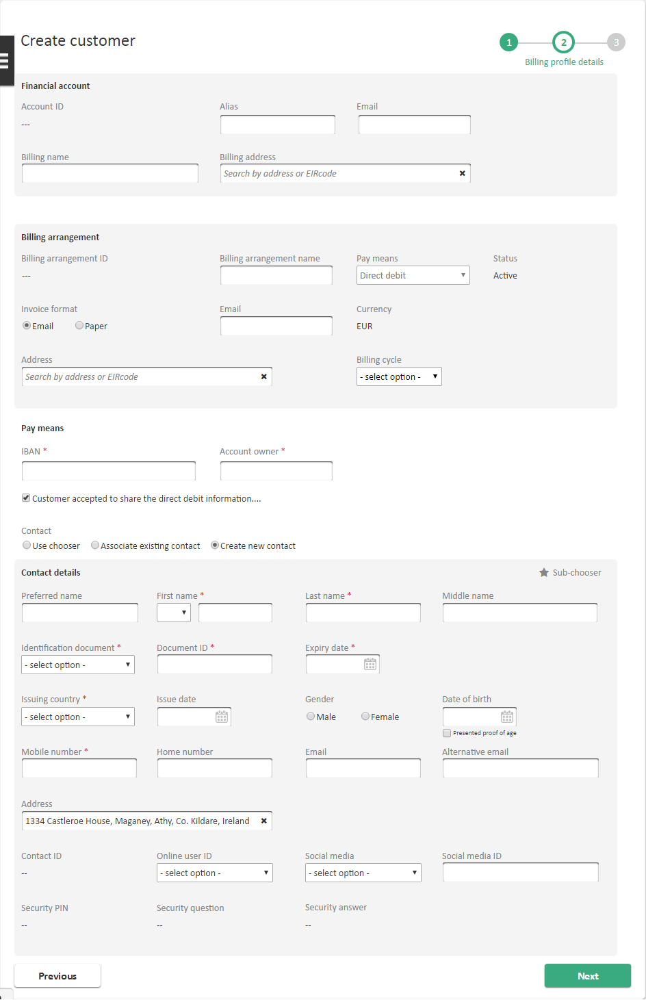 Create customer
1 2 3
Billing profile details
Financial account
Account ID Alias Email
---
Billing name Billing address
Search by address or EIRcode ✖
Billing arrangement
Billing arrangement ID Billing arrangement name Pay means Status
--- Direct debit Active
Invoice format Email Currency
Email Paper EUR
Address Billing cycle
Search by address or EIRcode ✖ - select option -
Pay means
IBAN * Account owner *
Customer accepted to share the direct debit information....
Contact
Use chooser Associate existing contact Create new contact
Contact details Sub-chooser
Preferred name First name * Last name * Middle name
Identification document * Document ID * Expiry date *
- select option -
Issuing country * Issue date Gender Date of birth
- select option - Male Female
Presented proof of age
Mobile number * Home number Email Alternative email
Address
1334 Castleroe House, Maganey, Athy, Co. Kildare, Ireland ✖
Contact ID Online user ID Social media Social media ID
-- - select option - - select option -
Security PIN Security question Security answer
-- -- --
Previous Next